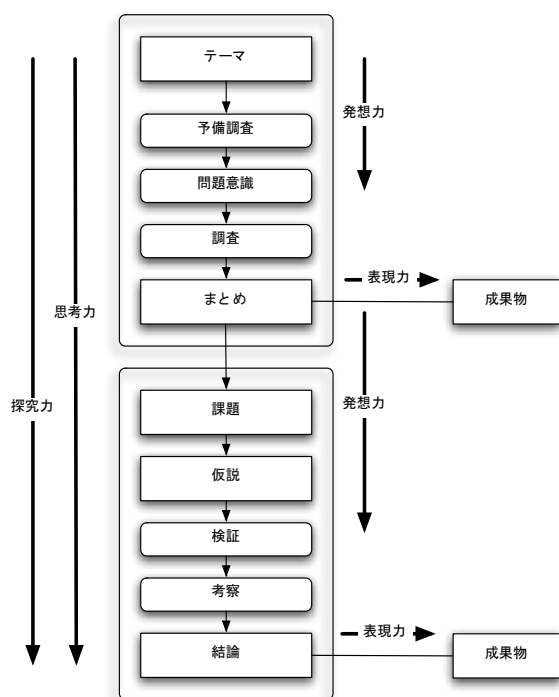 テーマ
予備調査
発想力
問題意識
調査
まとめ
表現力
成果物
思考力
探究力
課題
発想力
仮説
検証
考察
結論
表現力
成果物